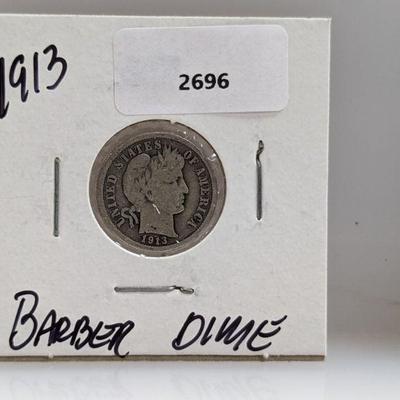 1913
2696
UNITED STATES OF AMERICA
1913
BARBER DIME